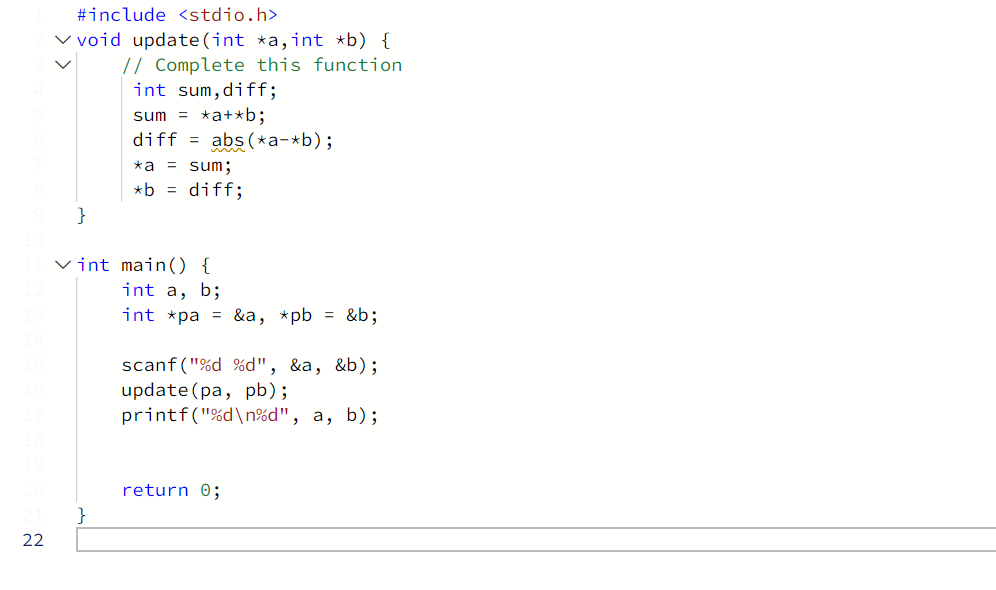 1 #include <stdio.h>
2 void update(int *a,int *b) {
3 // Complete this function
4 int sum,diff;
5 sum = *a+*b;
6 diff = abs(*a-*b);
7 *a = sum;
8 *b = diff;
9 }
10
11 int main() {
12 int a, b;
13 int *pa = &a, *pb = &b;
14
15 scanf("%d %d", &a, &b);
16 update(pa, pb);
17 printf("%d\n%d", a, b);
18
19
20 return 0;
21 }
22